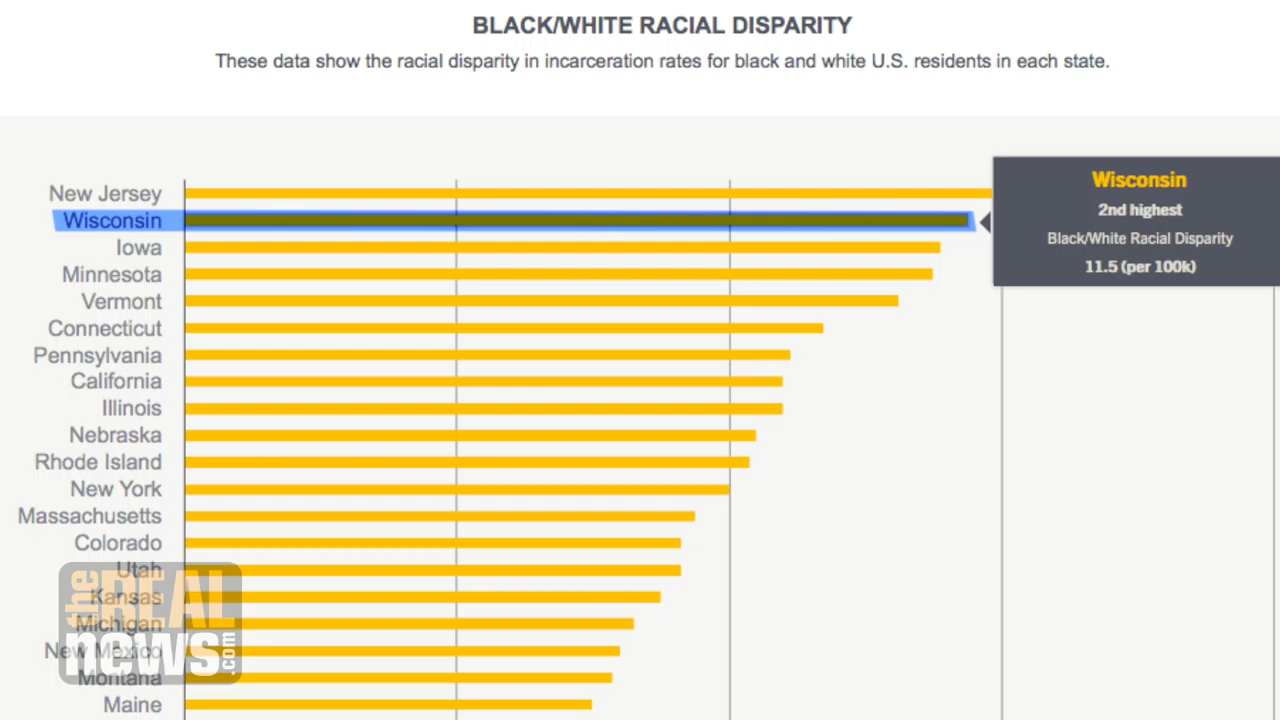 BLACK/WHITE RACIAL DISPARITY
These data show the racial disparity in incarceration rates for black and white U.S. residents in each state.
New Jersey
Wisconsin
Iowa
Minnesota
Vermont
Connecticut
Pennsylvania
California
Illinois
Nebraska
Rhode Island
New York
Massachusetts
Colorado
Utah
Kansas
Michigan
New Mexico
Montana
Maine
Wisconsin
2nd highest
Black/White Racial Disparity
11.5 (per 100k)
the REAL
news.com